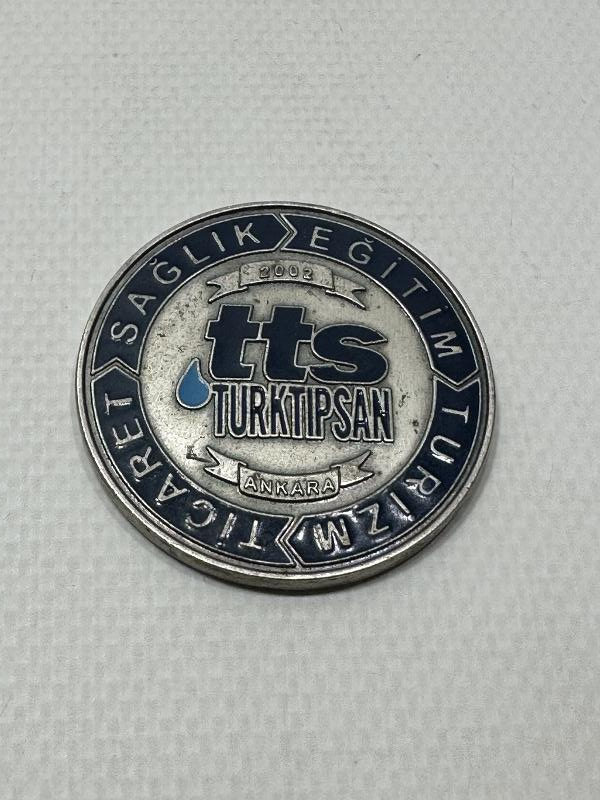 SAĞLIK
EĞİTİM
TURİZM
TİCARET
2002
tts
TURKTIPSAN
ANKARA